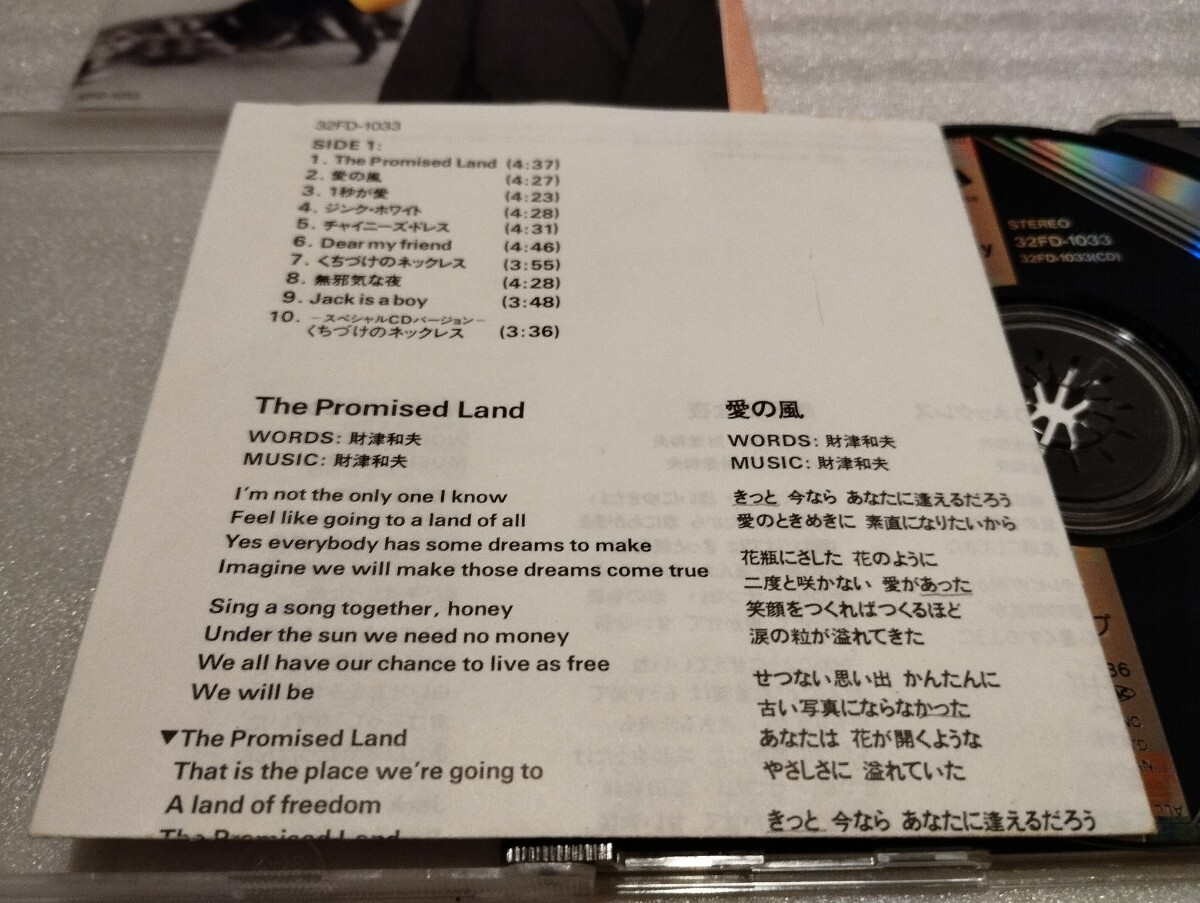 32FD-1033
SIDE 1:
1. The Promised Land (4:37)
2. 愛の風 (4:27)
3. 1秒が愛 (4:23)
4. ジンク・ホワイト (4:28)
5. チャイニーズ・ドレス (4:31)
6. Dear my friend (4:46)
7. くちづけのネックレス (3:55)
8. 無邪気な夜 (4:28)
9. Jack is a boy (3:48)
10. −スペシャルCDバージョン−
くちづけのネックレス (3:36)
The Promised Land
WORDS: 財津和夫
MUSIC: 財津和夫
I'm not the only one I know
Feel like going to a land of all
Yes everybody has some dreams to make
Imagine we will make those dreams come true
Sing a song together, honey
Under the sun we need no money
We all have our chance to live as free
We will be
▼The Promised Land
That is the place we're going to
A land of freedom
The Promised Land
愛の風
WORDS: 財津和夫
MUSIC: 財津和夫
きっと 今なら あなたに逢えるだろう
愛のときめきに 素直になりたいから
花瓶にさした 花のように
二度と咲かない 愛があった
笑顔をつくればつくるほど
涙の粒が溢れてきた
せつない思い出 かんたんに
古い写真にならなかった
あなたは 花が開くような
やさしさに 溢れていた
きっと 今なら あなたに逢えるだろう
STEREO
32FD-1033
32FD-1033(CD)